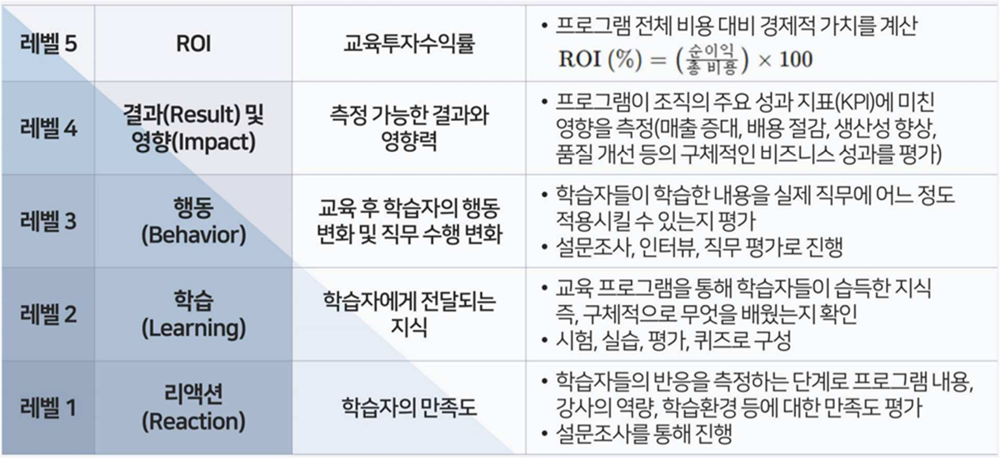 레벨 5
ROI
교육투자수익률
• 프로그램 전체 비용 대비 경제적 가치를 계산
ROI (%) = (순이익/총 비용) × 100
레벨 4
결과(Result) 및
영향(Impact)
측정 가능한 결과와
영향력
• 프로그램이 조직의 주요 성과 지표(KPI)에 미친
영향을 측정(매출 증대, 배용 절감, 생산성 향상,
품질 개선 등의 구체적인 비즈니스 성과를 평가)
레벨 3
행동
(Behavior)
교육 후 학습자의 행동
변화 및 직무 수행 변화
• 학습자들이 학습한 내용을 실제 직무에 어느 정도
적용시킬 수 있는지 평가
• 설문조사, 인터뷰, 직무 평가로 진행
레벨 2
학습
(Learning)
학습자에게 전달되는
지식
• 교육 프로그램을 통해 학습자들이 습득한 지식
즉, 구체적으로 무엇을 배웠는지 확인
• 시험, 실습, 평가, 퀴즈로 구성
레벨 1
리액션
(Reaction)
학습자의 만족도
• 학습자들의 반응을 측정하는 단계로 프로그램 내용,
강사의 역량, 학습환경 등에 대한 만족도 평가
• 설문조사를 통해 진행